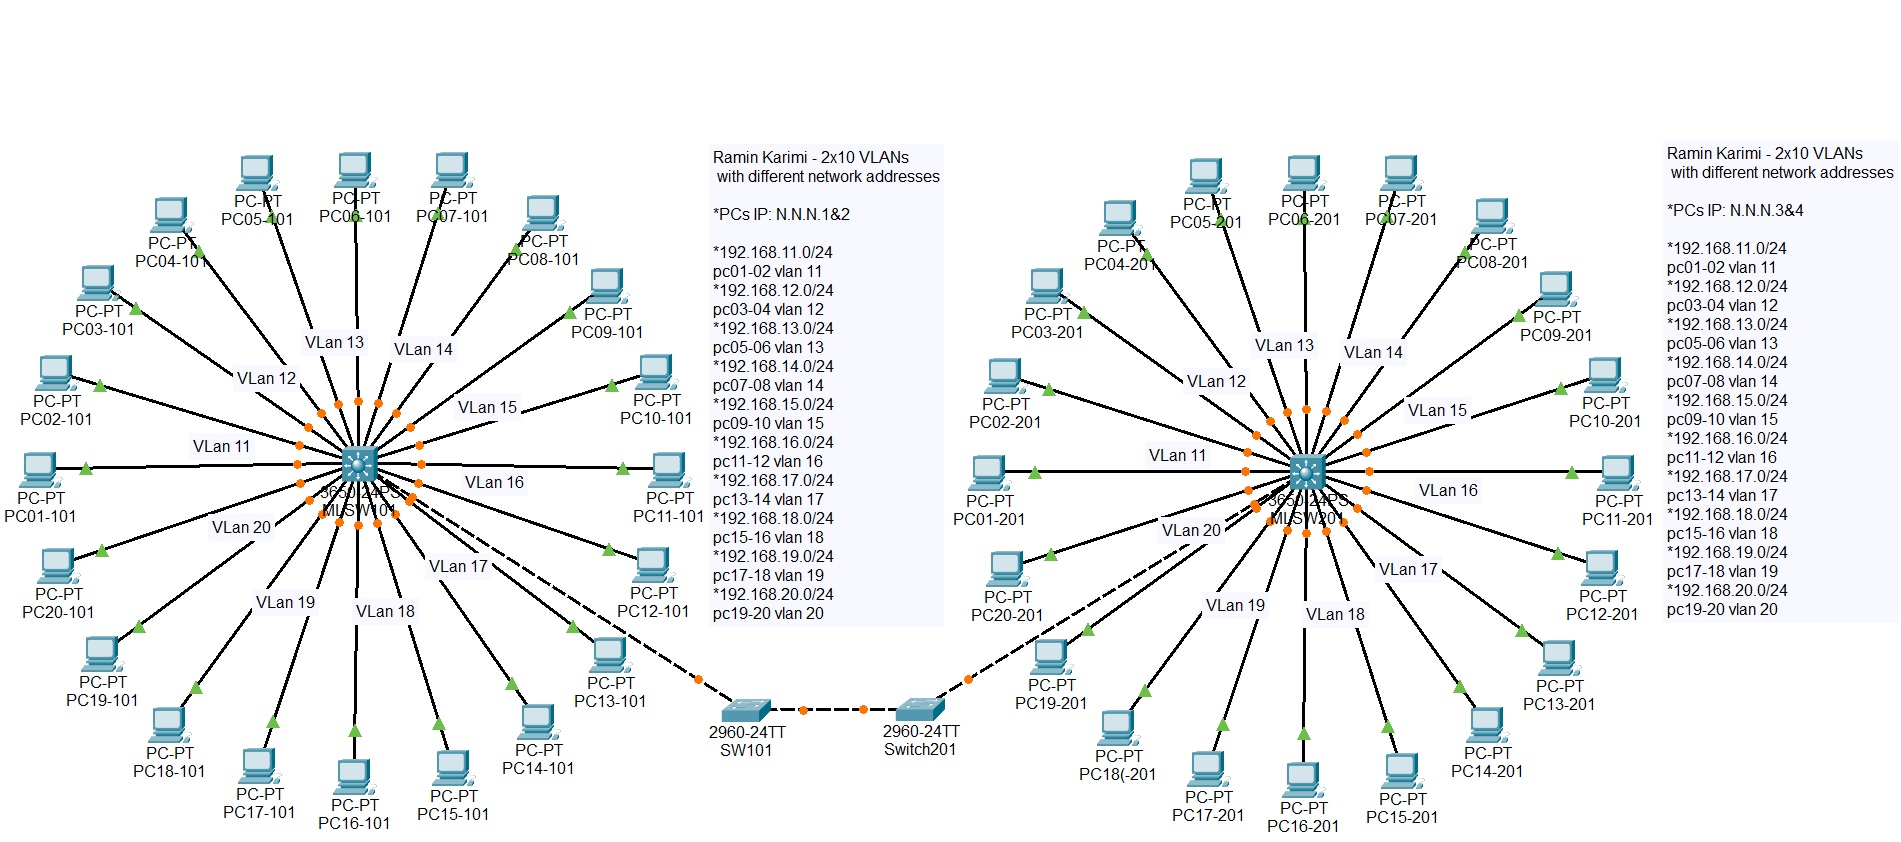 Ramin Karimi - 2x10 VLANs
with different network addresses
*PCs IP: N.N.N.1&2
*192.168.11.0/24
pc01-02 vlan 11
*192.168.12.0/24
pc03-04 vlan 12
*192.168.13.0/24
pc05-06 vlan 13
*192.168.14.0/24
pc07-08 vlan 14
*192.168.15.0/24
pc09-10 vlan 15
*192.168.16.0/24
pc11-12 vlan 16
*192.168.17.0/24
pc13-14 vlan 17
*192.168.18.0/24
pc15-16 vlan 18
*192.168.19.0/24
pc17-18 vlan 19
*192.168.20.0/24
pc19-20 vlan 20
PC-PT
PC05-101
PC-PT
PC06-101
PC-PT
PC07-101
PC-PT
PC04-101
PC-PT
PC08-101
PC-PT
PC03-101
PC-PT
PC09-101
PC-PT
PC02-101
PC-PT
PC10-101
PC-PT
PC01-101
PC-PT
PC11-101
PC-PT
PC20-101
PC-PT
PC12-101
PC-PT
PC19-101
PC-PT
PC13-101
PC-PT
PC18-101
PC-PT
PC14-101
PC-PT
PC17-101
PC-PT
PC16-101
PC-PT
PC15-101
VLan 13
VLan 14
VLan 12
VLan 15
VLan 11
VLan 16
VLan 20
VLan 17
VLan 19
VLan 18
3650-24PS
MLSW101
2960-24TT
SW101
2960-24TT
Switch201
Ramin Karimi - 2x10 VLANs
with different network addresses
*PCs IP: N.N.N.3&4
*192.168.11.0/24
pc01-02 vlan 11
*192.168.12.0/24
pc03-04 vlan 12
*192.168.13.0/24
pc05-06 vlan 13
*192.168.14.0/24
pc07-08 vlan 14
*192.168.15.0/24
pc09-10 vlan 15
*192.168.16.0/24
pc11-12 vlan 16
*192.168.17.0/24
pc13-14 vlan 17
*192.168.18.0/24
pc15-16 vlan 18
*192.168.19.0/24
pc17-18 vlan 19
*192.168.20.0/24
pc19-20 vlan 20
PC-PT
PC05-201
PC-PT
PC06-201
PC-PT
PC07-201
PC-PT
PC04-201
PC-PT
PC08-201
PC-PT
PC03-201
PC-PT
PC09-201
PC-PT
PC02-201
PC-PT
PC10-201
PC-PT
PC01-201
PC-PT
PC11-201
PC-PT
PC20-201
PC-PT
PC12-201
PC-PT
PC19-201
PC-PT
PC13-201
PC-PT
PC18(-201
PC-PT
PC14-201
PC-PT
PC17-201
PC-PT
PC16-201
PC-PT
PC15-201
VLan 13
VLan 14
VLan 12
VLan 15
VLan 11
VLan 16
VLan 20
VLan 17
VLan 19
VLan 18
3650-24PS
MLSW201